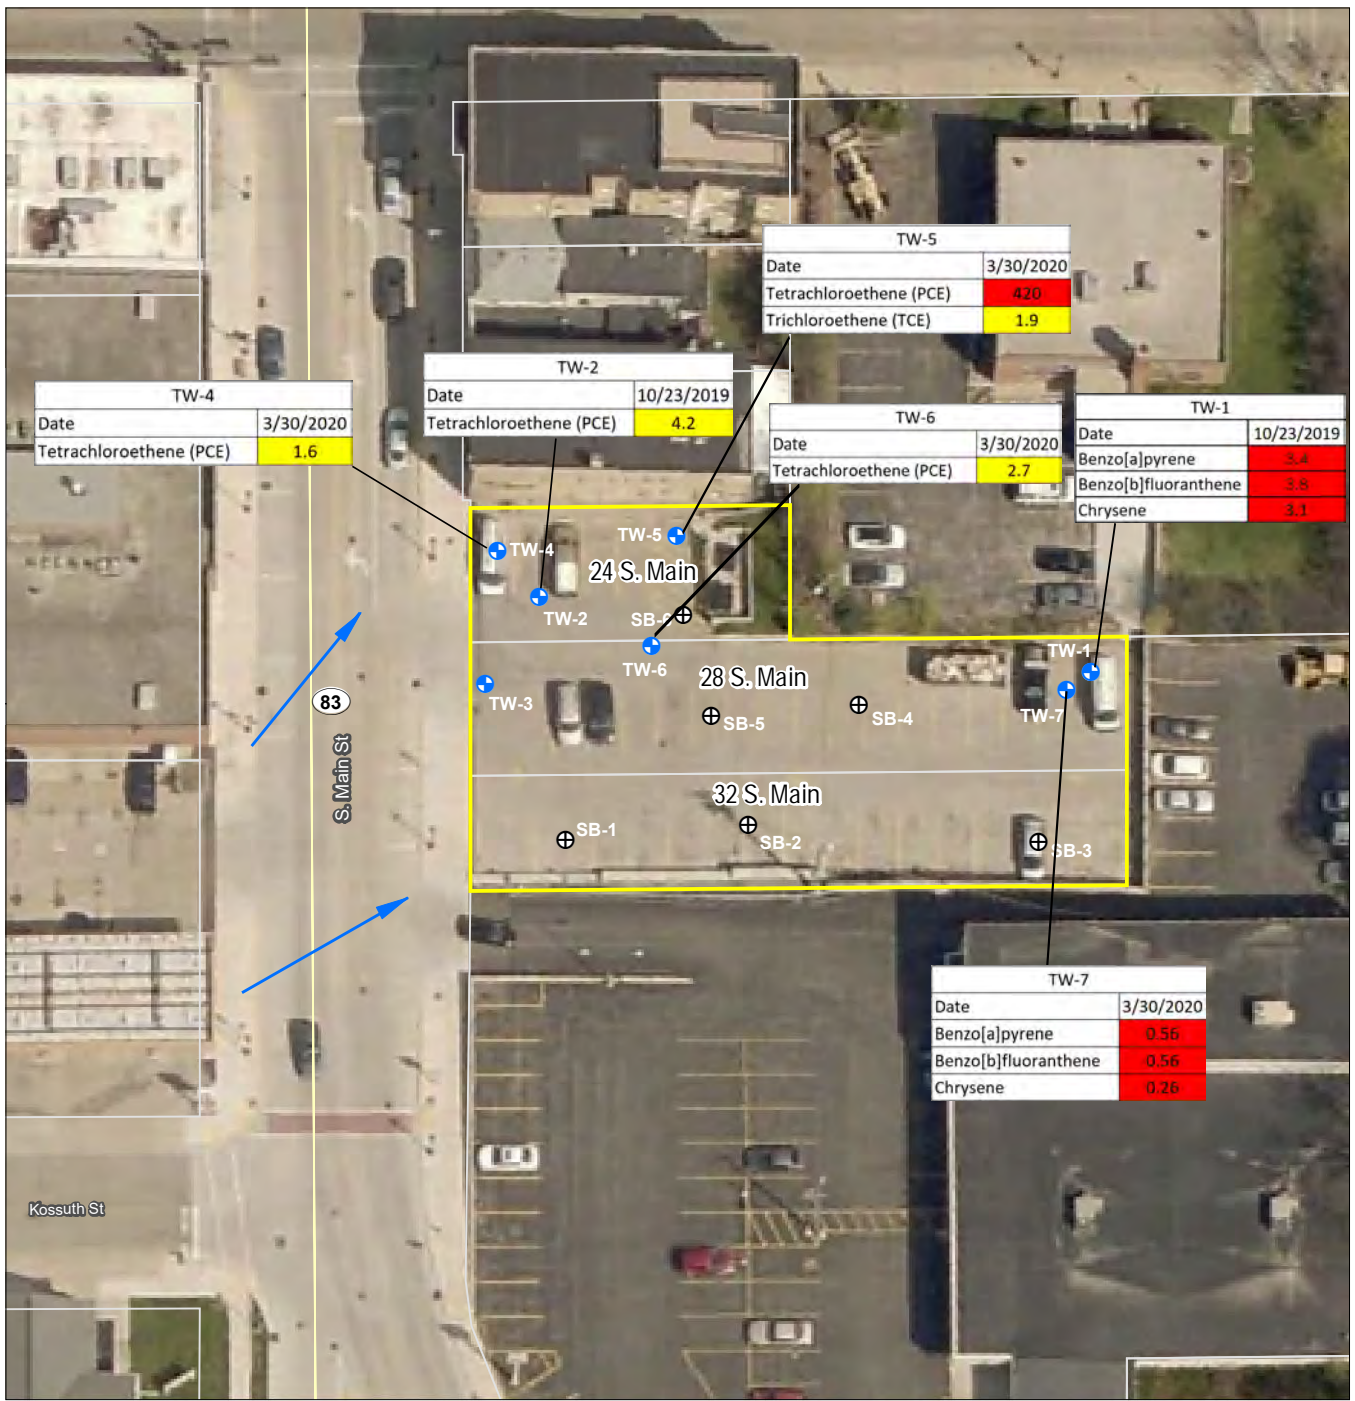 TW-5
Date 3/30/2020
Tetrachloroethene (PCE) 420
Trichloroethene (TCE) 1.9
TW-2
Date 10/23/2019
Tetrachloroethene (PCE) 4.2
TW-4
Date 3/30/2020
Tetrachloroethene (PCE) 1.6
TW-6
Date 3/30/2020
Tetrachloroethene (PCE) 2.7
TW-1
Date 10/23/2019
Benzo[a]pyrene 3.4
Benzo[b]fluoranthene 3.8
Chrysene 3.1
TW-5
TW-4
24 S. Main
TW-2
SB-6
TW-6
TW-1
28 S. Main
TW-3
SB-5
SB-4
TW-7
83
S. Main St
32 S. Main
SB-1
SB-2
SB-3
TW-7
Date 3/30/2020
Benzo[a]pyrene 0.56
Benzo[b]fluoranthene 0.56
Chrysene 0.26
Kossuth St